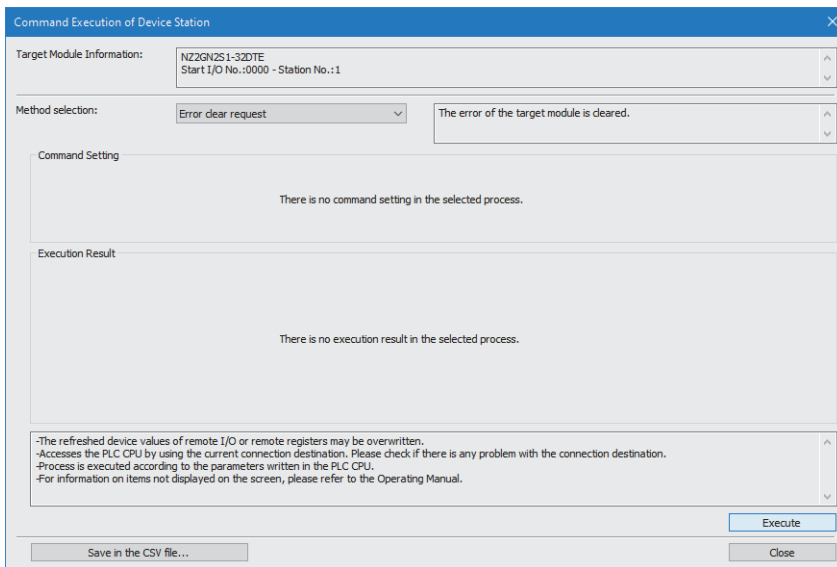 Command Execution of Device Station
Target Module Information:
NZ2GN2S1-32DTE
Start I/O No.:0000 - Station No.:1
Method selection:
Error clear request
The error of the target module is cleared.
Command Setting
There is no command setting in the selected process.
Execution Result
There is no execution result in the selected process.
-The refreshed device values of remote I/O or remote registers may be overwritten.
-Accesses the PLC CPU by using the current connection destination. Please check if there is any problem with the connection destination.
-Process is executed according to the parameters written in the PLC CPU.
-For information on items not displayed on the screen, please refer to the Operating Manual.
Execute
Save in the CSV file...
Close